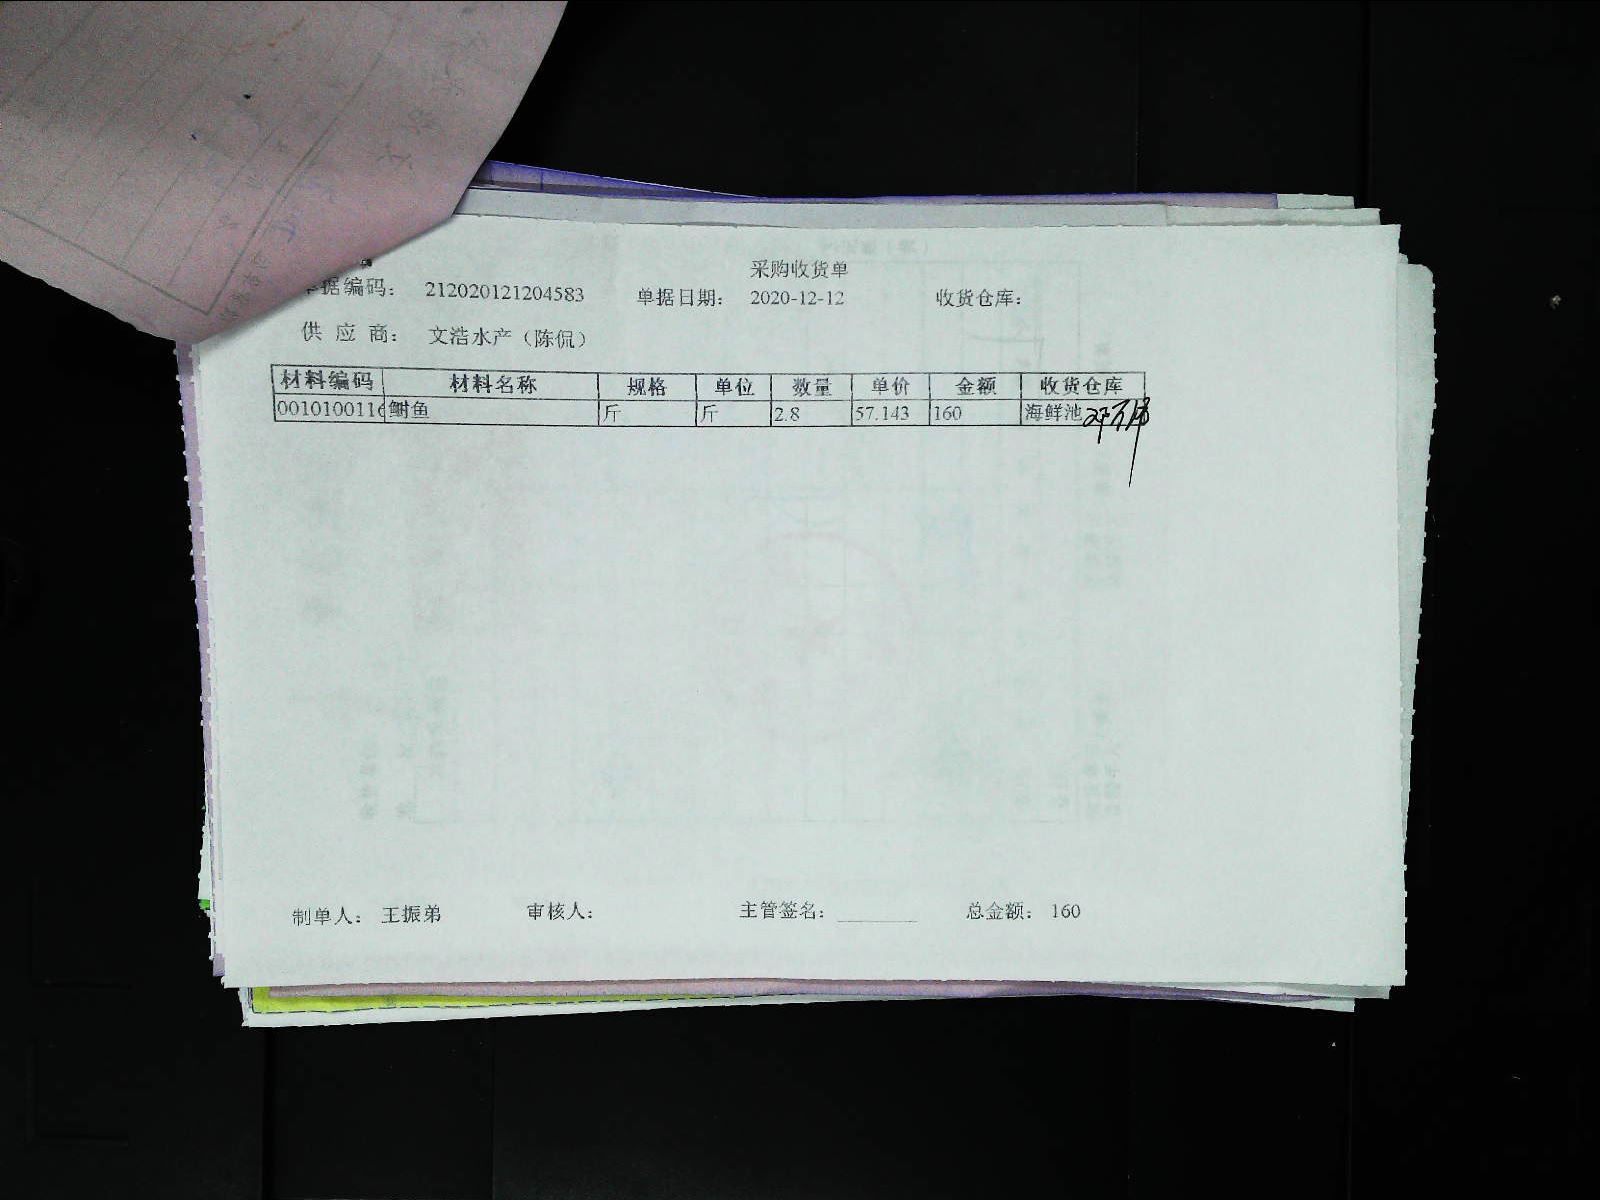 采购收货单
单据编码： 212020121204583 单据日期： 2020-12-12 收货仓库：
供 应 商： 文浩水产（陈侃）
材料编码 材料名称 规格 单位 数量 单价 金额 收货仓库
0010100116 鲥鱼 斤 斤 2.8 57.143 160 海鲜池
制单人： 王振弟 审核人： 主管签名：________ 总金额： 160